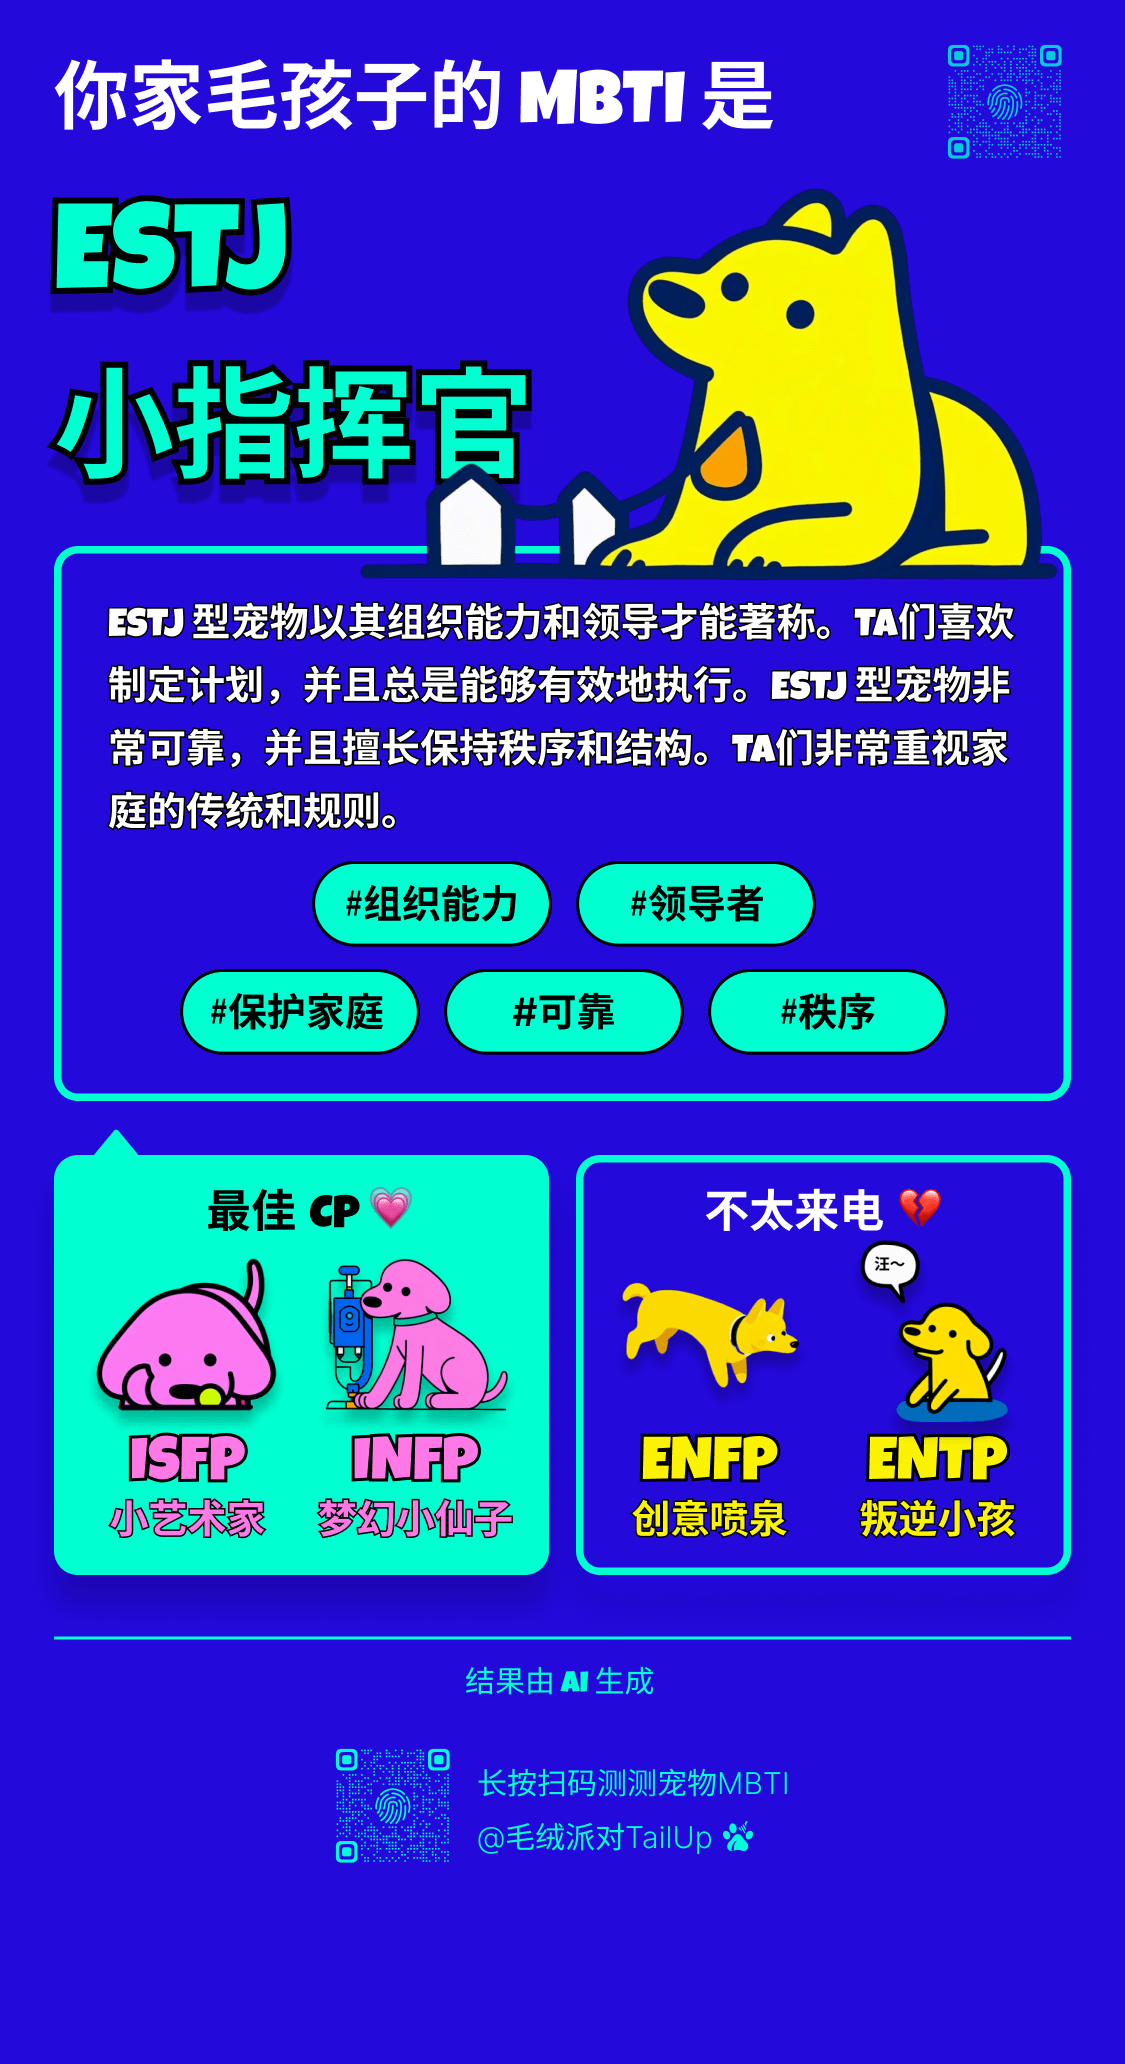 你家毛孩子的 MBTI 是
ESTJ
小指挥官
ESTJ 型宠物以其组织能力和领导才能著称。TA们喜欢
制定计划，并且总是能够有效地执行。ESTJ 型宠物非
常可靠，并且擅长保持秩序和结构。TA们非常重视家
庭的传统和规则。
#组织能力 #领导者
#保护家庭 #可靠 #秩序
最佳 CP 💗
ISFP INFP
小艺术家 梦幻小仙子
不太来电 💔
汪～
ENFP ENTP
创意喷泉 叛逆小孩
结果由 AI 生成
长按扫码测测宠物MBTI
@毛绒派对TailUp